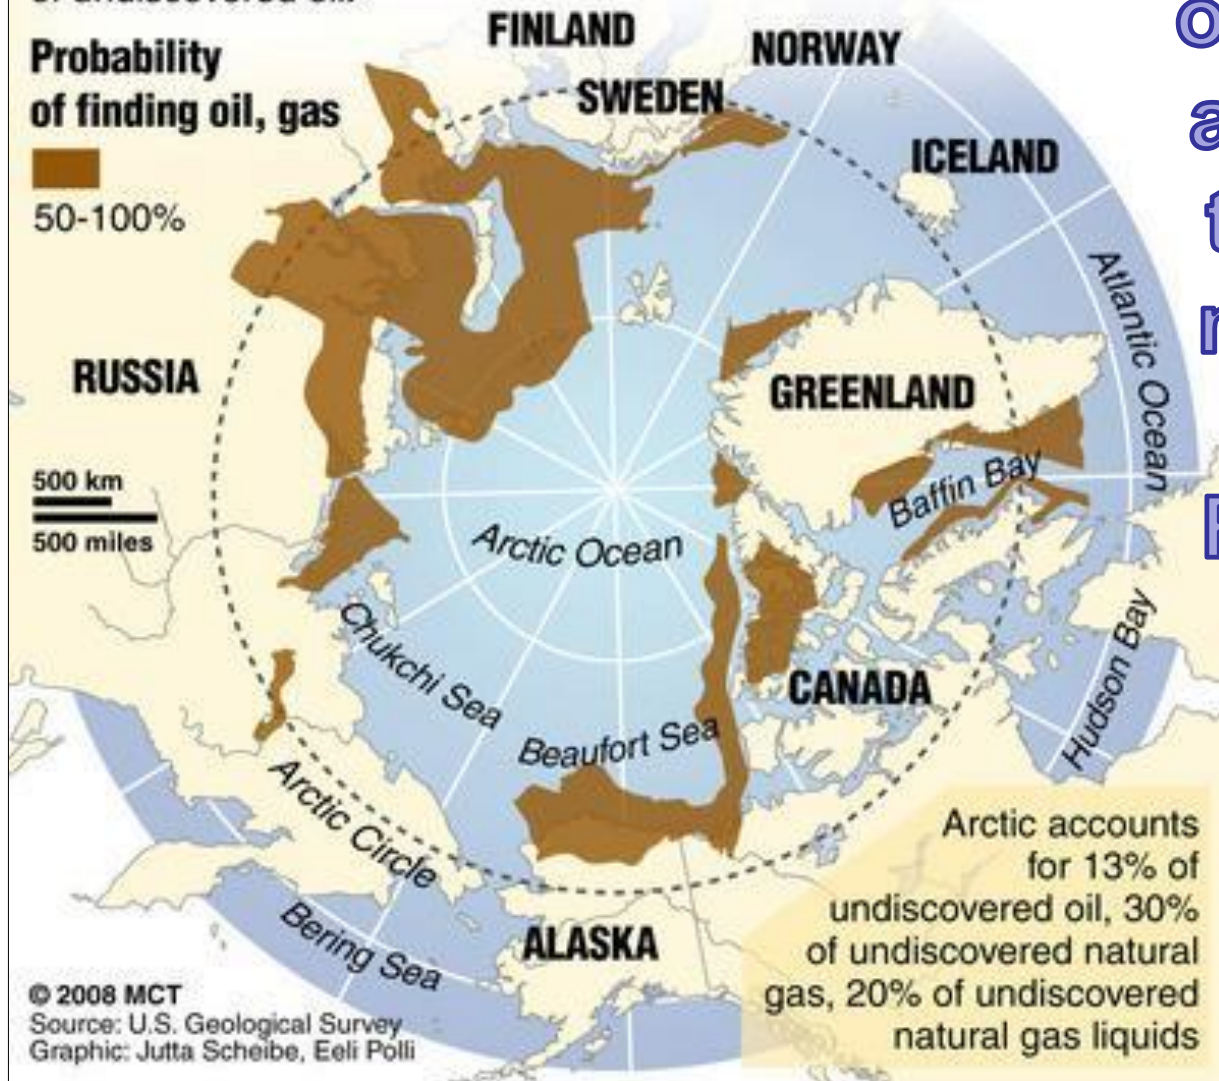 Probability
of finding oil, gas
50-100%
FINLAND
NORWAY
SWEDEN
ICELAND
Atlantic Ocean
RUSSIA
GREENLAND
500 km
500 miles
Baffin Bay
Arctic Ocean
Chukchi Sea
CANADA
Hudson Bay
Beaufort Sea
Arctic Circle
Bering Sea
ALASKA
Arctic accounts
for 13% of
undiscovered oil, 30%
of undiscovered natural
gas, 20% of undiscovered
natural gas liquids
© 2008 MCT
Source: U.S. Geological Survey
Graphic: Jutta Scheibe, Eeli Polli